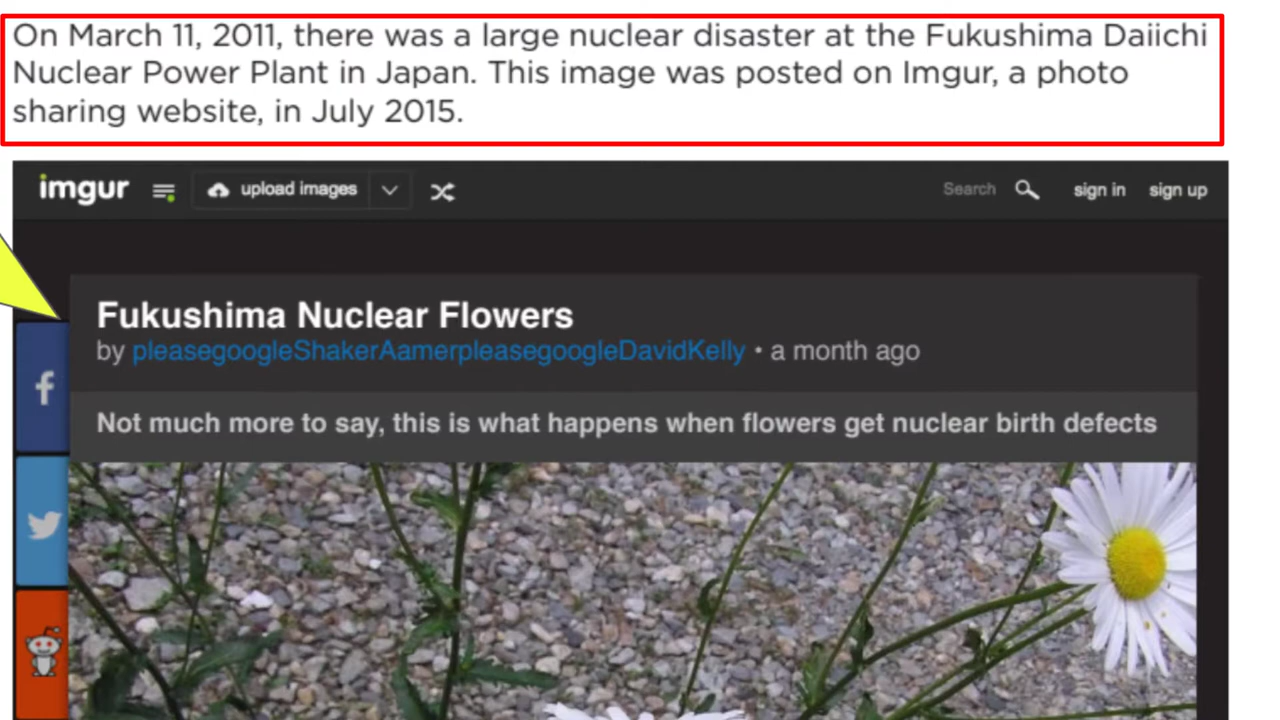 On March 11, 2011, there was a large nuclear disaster at the Fukushima Daiichi
Nuclear Power Plant in Japan. This image was posted on Imgur, a photo
sharing website, in July 2015.
imgur upload images Search sign in sign up
Fukushima Nuclear Flowers
by pleasegoogleShakerAamerpleasegoogleDavidKelly • a month ago
f
Not much more to say, this is what happens when flowers get nuclear birth defects